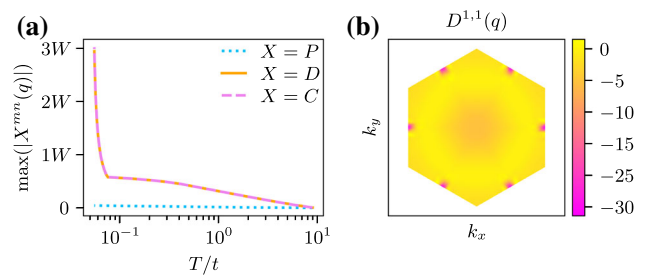 (a)
max(|X^{mn}(q)|)
3W
2W
1W
0
X = P
X = D
X = C
10^{-1}
10^{0}
10^{1}
T/t
(b)
D^{1,1}(q)
k_y
k_x
0
−5
−10
−15
−20
−25
−30